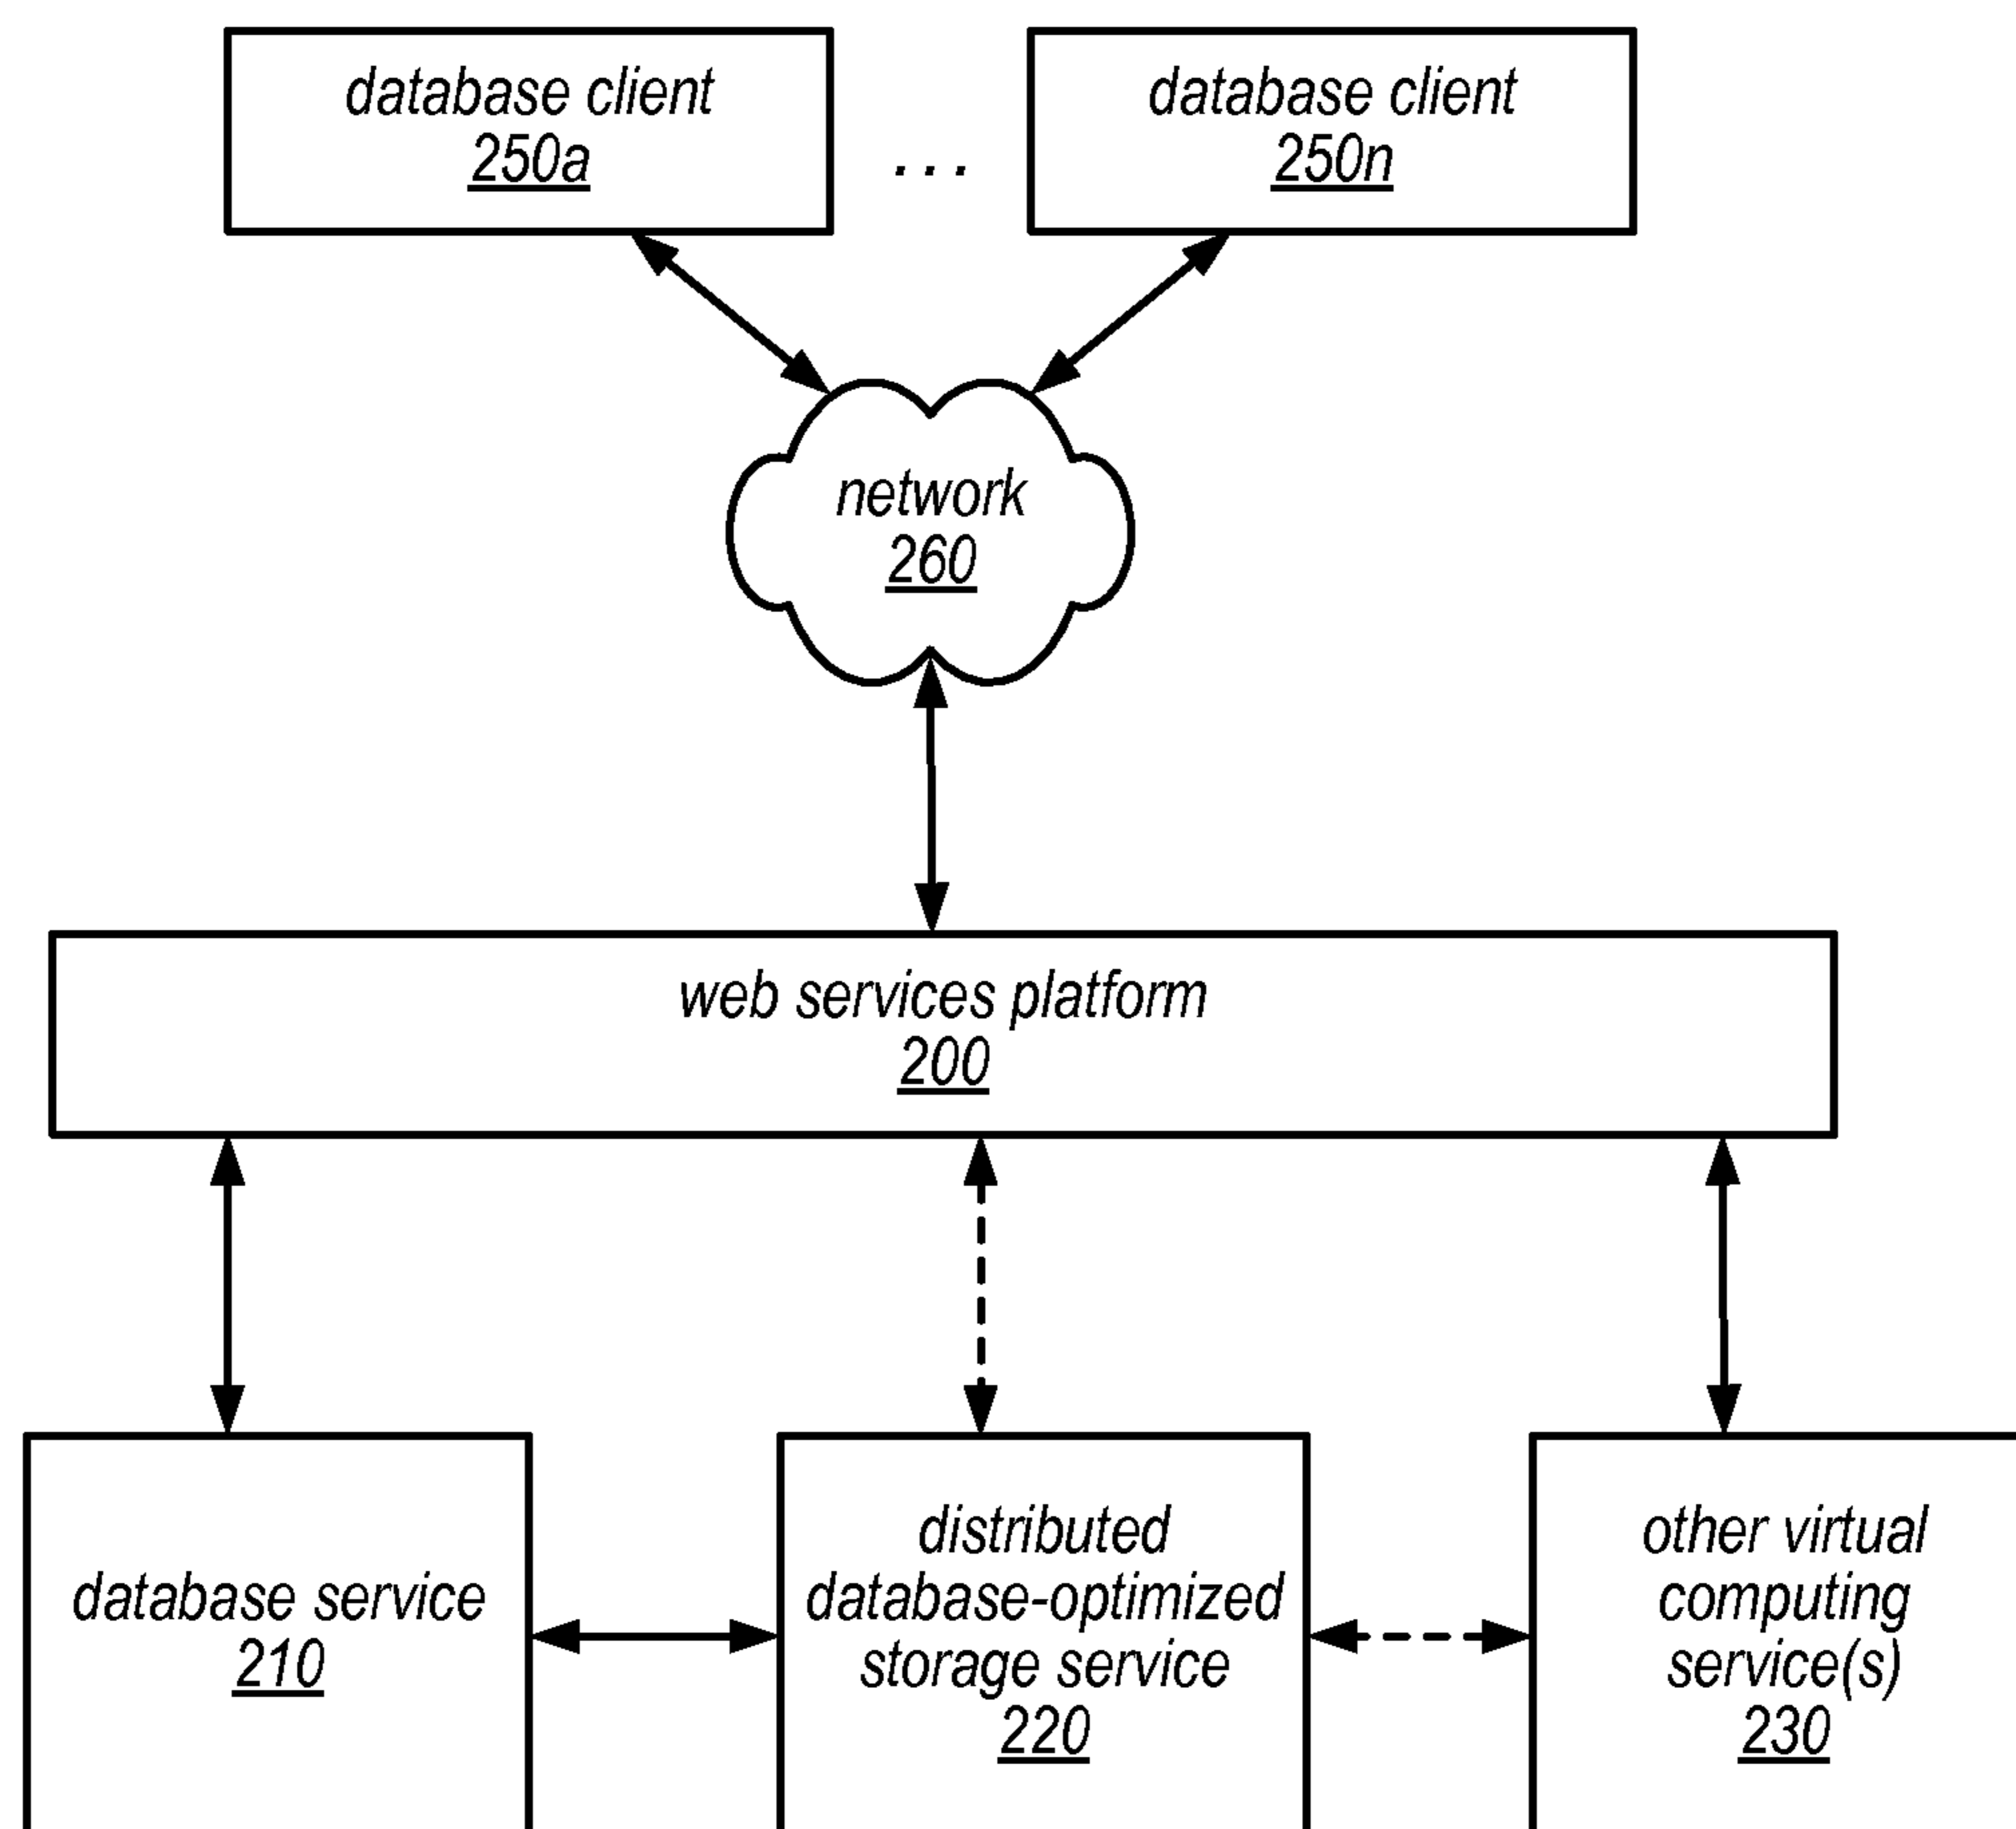 database client
250a
...
database client
250n
network
260
web services platform
200
database service
210
distributed
database-optimized
storage service
220
other virtual
computing
service(s)
230